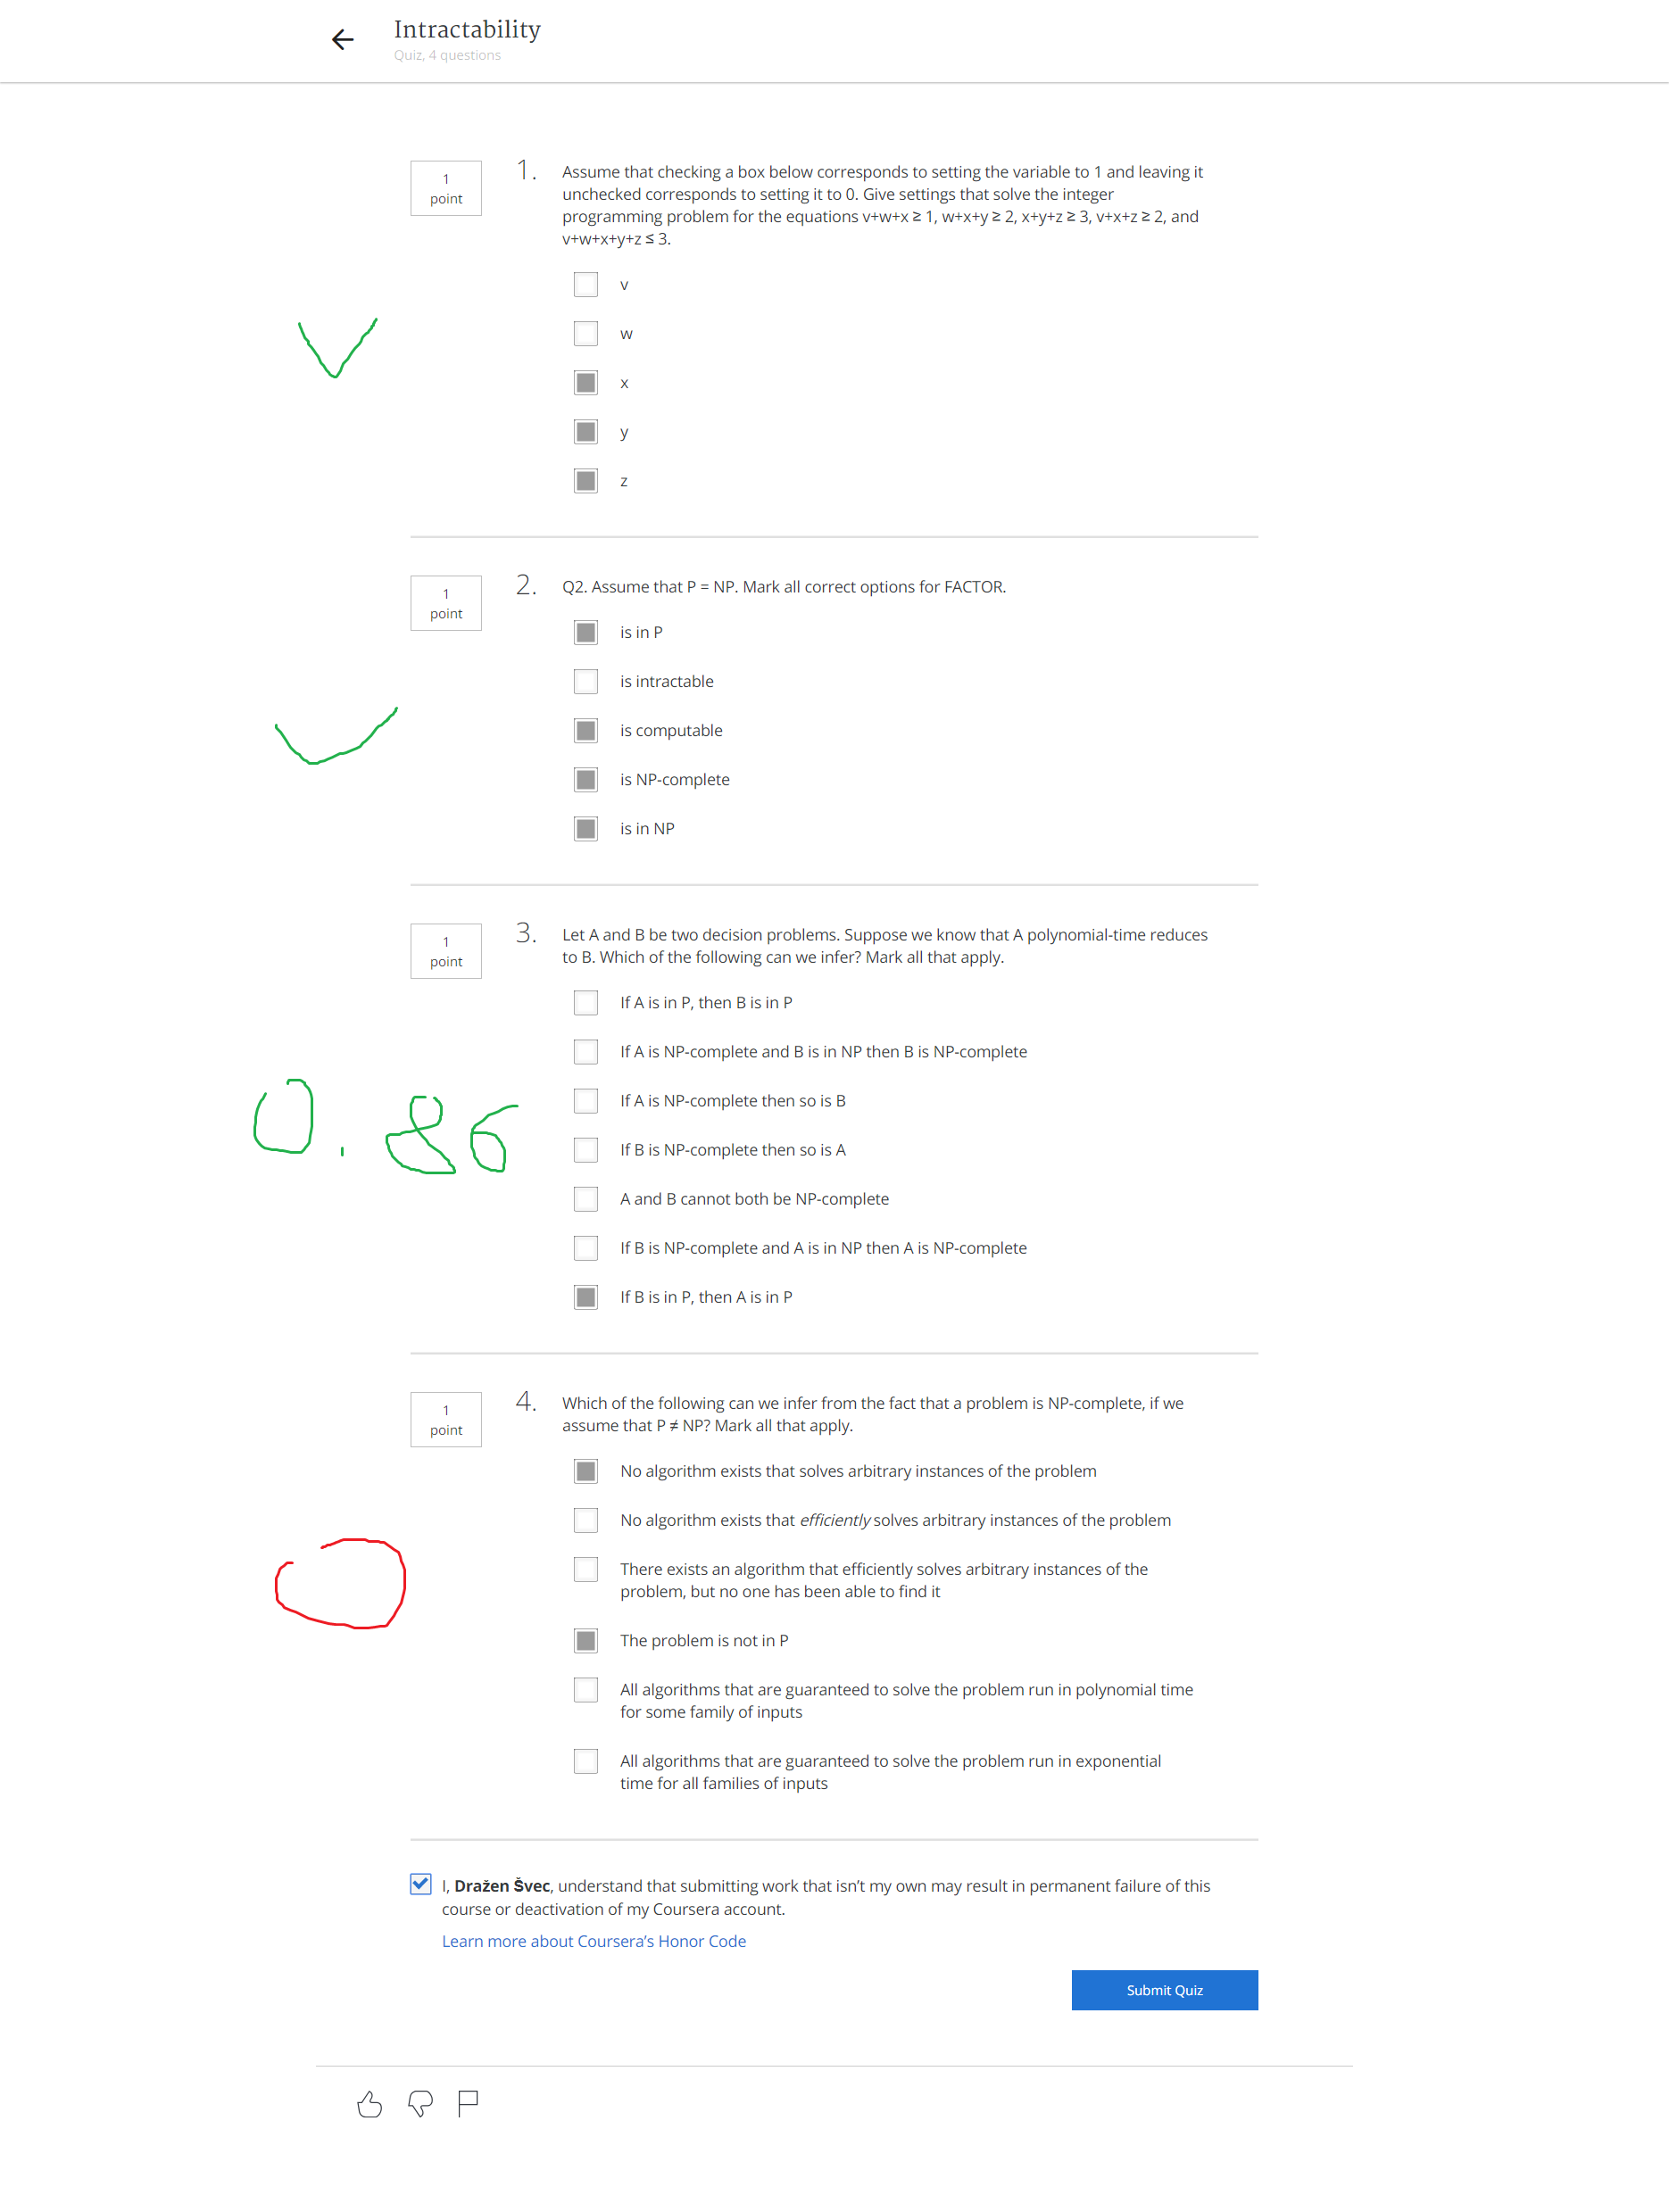 Intractability
Quiz, 4 questions
1
point
1.
Assume that checking a box below corresponds to setting the variable to 1 and leaving it
unchecked corresponds to setting it to 0. Give settings that solve the integer
programming problem for the equations v+w+x ≥ 1, w+x+y ≥ 2, x+y+z ≥ 3, v+x+z ≥ 2, and
v+w+x+y+z ≤ 3.
v
w
x
y
z
1
point
2.
Q2. Assume that P = NP. Mark all correct options for FACTOR.
is in P
is intractable
is computable
is NP-complete
is in NP
1
point
3.
Let A and B be two decision problems. Suppose we know that A polynomial-time reduces
to B. Which of the following can we infer? Mark all that apply.
If A is in P, then B is in P
If A is NP-complete and B is in NP then B is NP-complete
If A is NP-complete then so is B
If B is NP-complete then so is A
A and B cannot both be NP-complete
If B is NP-complete and A is in NP then A is NP-complete
If B is in P, then A is in P
0.86
1
point
4.
Which of the following can we infer from the fact that a problem is NP-complete, if we
assume that P ≠ NP? Mark all that apply.
No algorithm exists that solves arbitrary instances of the problem
No algorithm exists that efficiently solves arbitrary instances of the problem
There exists an algorithm that efficiently solves arbitrary instances of the
problem, but no one has been able to find it
The problem is not in P
All algorithms that are guaranteed to solve the problem run in polynomial time
for some family of inputs
All algorithms that are guaranteed to solve the problem run in exponential
time for all families of inputs
I, Dražen Švec, understand that submitting work that isn’t my own may result in permanent failure of this
course or deactivation of my Coursera account.
Learn more about Coursera’s Honor Code
Submit Quiz